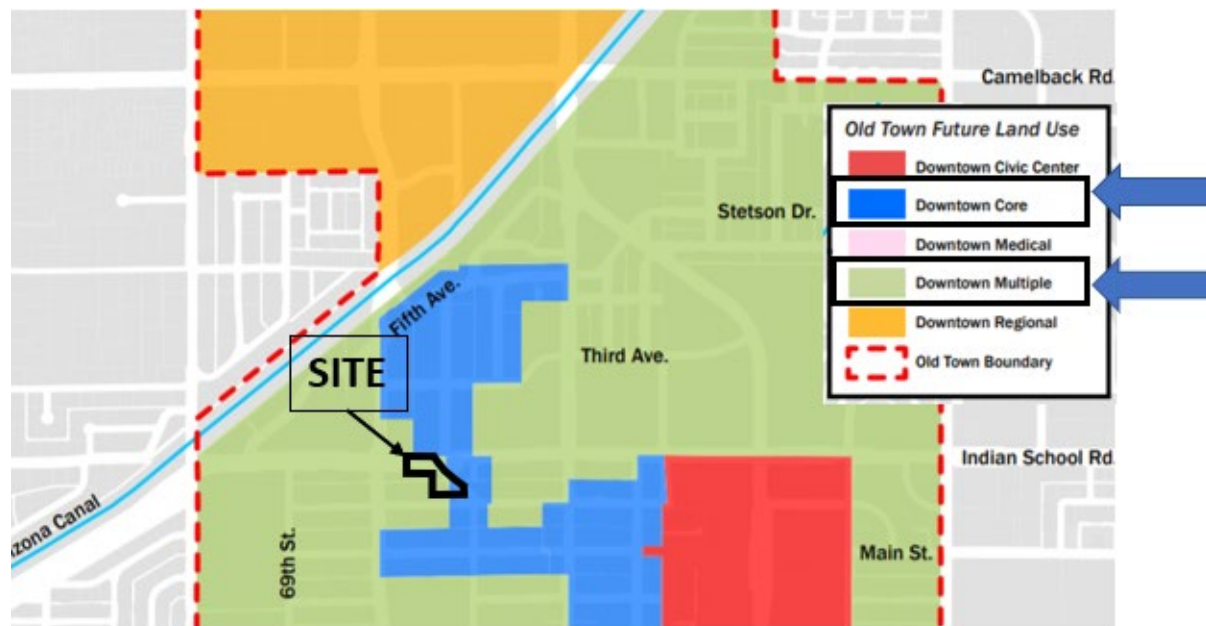 Camelback Rd.
Old Town Future Land Use
Downtown Civic Center
Downtown Core
Downtown Medical
Downtown Multiple
Downtown Regional
Old Town Boundary
Stetson Dr.
Fifth Ave.
Third Ave.
SITE
Indian School Rd.
zona Canal
69th St.
Main St.